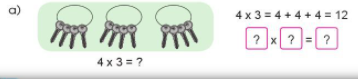 a)
4 x 3 = 4 + 4 + 4 = 12
? x ? = ?
4 x 3 = ?